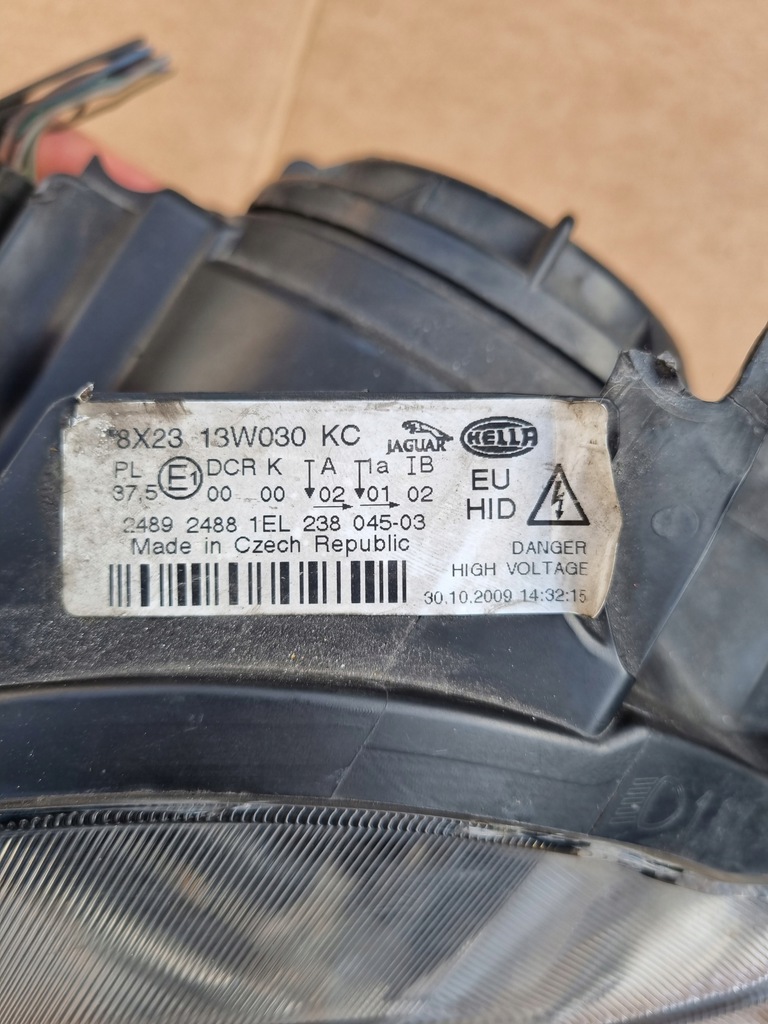 8X23 13W030 KC JAGUAR HELLA
PL E1 DCR K A 1a IB
37,5 00 00 02 01 02
EU
HID
2489 2488 1EL 238 045-03
Made in Czech Republic
DANGER
HIGH VOLTAGE
30.10.2009 14:32:15